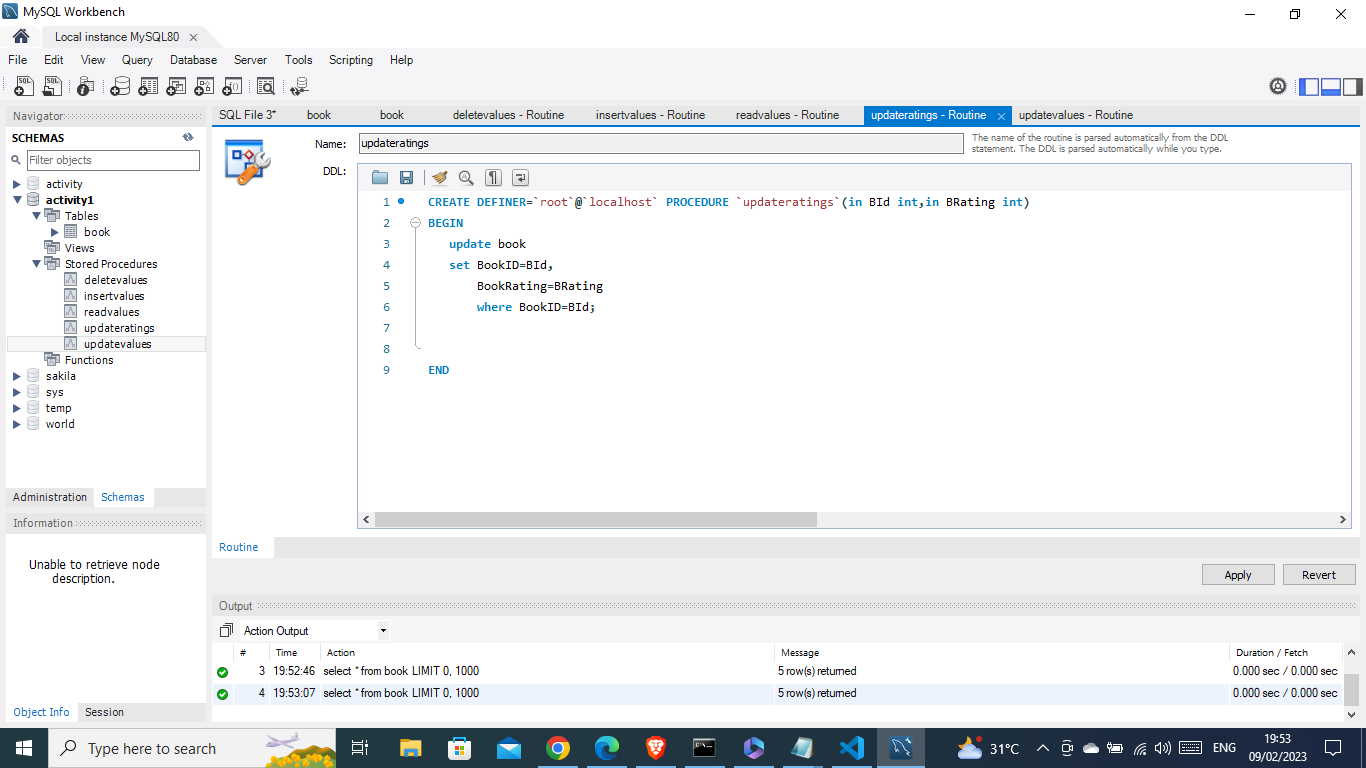 MySQL Workbench
Local instance MySQL80
File Edit View Query Database Server Tools Scripting Help
Navigator
SCHEMAS
Filter objects
activity
activity1
Tables
book
Views
Stored Procedures
deletevalues
insertvalues
readvalues
updateratings
updatevalues
Functions
sakila
sys
temp
world
Administration Schemas
Information
Unable to retrieve node
description.
Object Info Session
SQL File 3* book book deletevalues - Routine insertvalues - Routine readvalues - Routine updateratings - Routine updatevalues - Routine
Name: updateratings
The name of the routine is parsed automatically from the DDL
statement. The DDL is parsed automatically while you type.
DDL:
1 CREATE DEFINER=`root`@`localhost` PROCEDURE `updateratings`(in BId int,in BRating int)
2 BEGIN
3 update book
4 set BookID=BId,
5 BookRating=BRating
6 where BookID=BId;
7
8
9 END
Routine
Apply Revert
Output
Action Output
# Time Action Message Duration / Fetch
3 19:52:46 select * from book LIMIT 0, 1000 5 row(s) returned 0.000 sec / 0.000 sec
4 19:53:07 select * from book LIMIT 0, 1000 5 row(s) returned 0.000 sec / 0.000 sec
Type here to search
31°C
ENG
19:53
09/02/2023